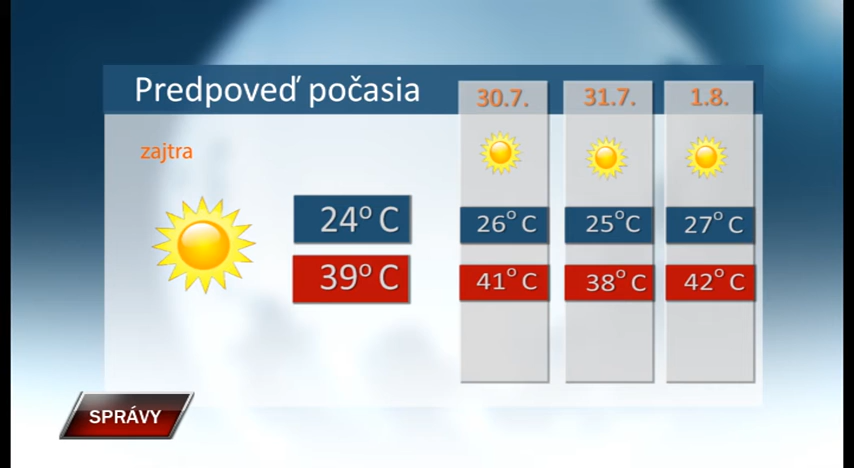 Predpoveď počasia
zajtra
24° C
39° C
30.7.
26° C
41° C
31.7.
25°C
38° C
1.8.
27° C
42° C
SPRÁVY